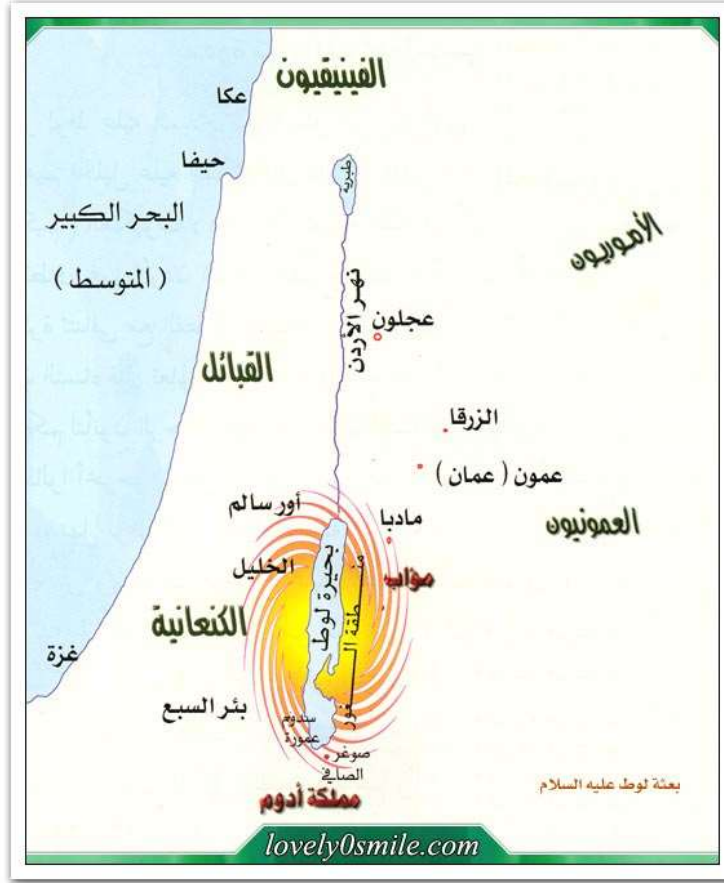 الفينيقيون
عكا
حيفا
طبرية
البحر الكبير
( المتوسط )
الأموريون
نهر الأردن
عجلون
القبائل
الزرقا
عمون ( عمان )
أور سالم
مادبا
العمونيون
بحيرة لوط
الخليل
منطقة الغور
مؤاب
الكنعانية
غزة
بئر السبع
سدوم
عمورة
صوغر
الصافي
مملكة أدوم
بعثة لوط عليه السلام
lovely0smile.com